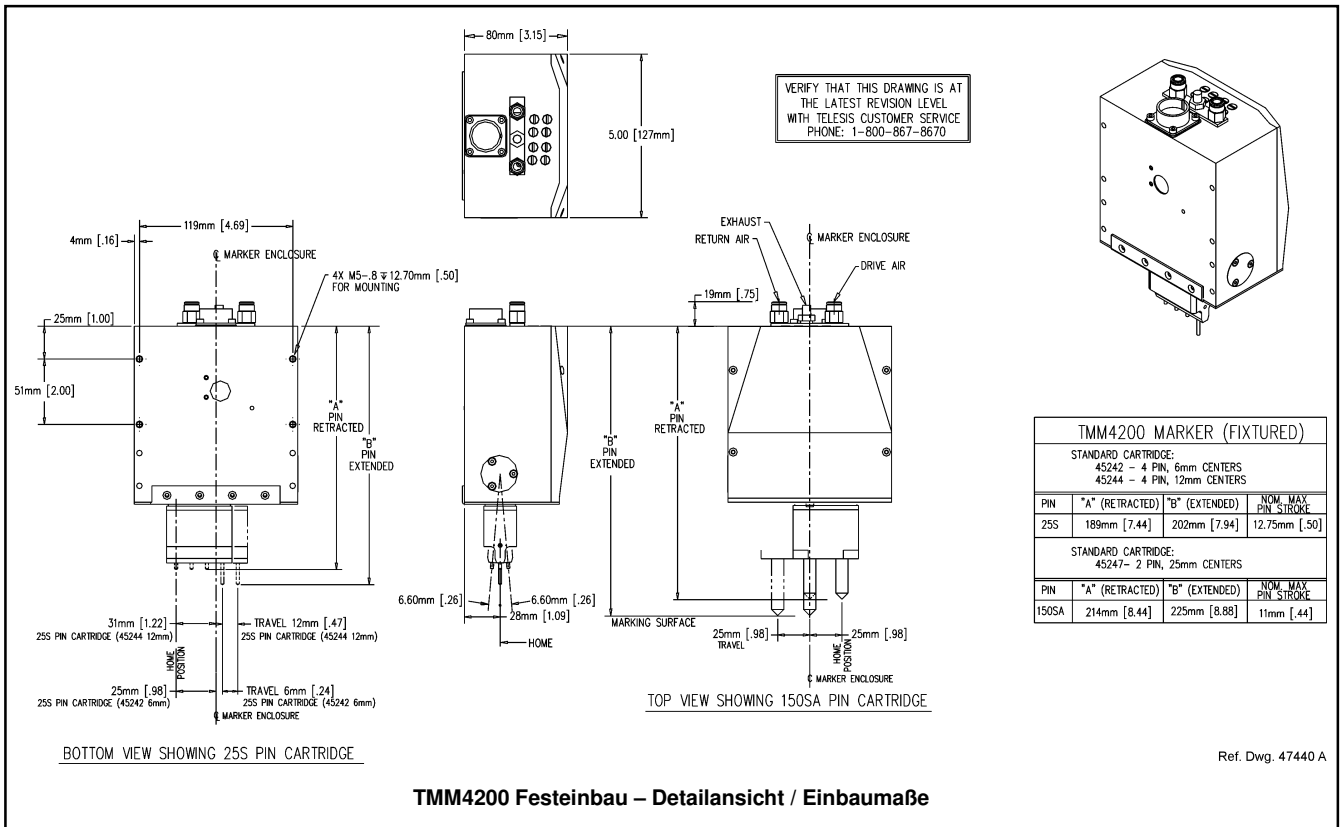 80mm [3.15]
5.00 [127mm]
VERIFY THAT THIS DRAWING IS AT
THE LATEST REVISION LEVEL
WITH TELESIS CUSTOMER SERVICE
PHONE: 1-800-867-8670
119mm [4.69]
4mm [.16]
℄ MARKER ENCLOSURE
4X M5-.8 ↧ 12.70mm [.50]
FOR MOUNTING
25mm [1.00]
51mm [2.00]
"A"
PIN
RETRACTED
"B"
PIN
EXTENDED
31mm [1.22]
25S PIN CARTRIDGE (45244 12mm)
TRAVEL 12mm [.47]
25S PIN CARTRIDGE (45244 12mm)
HOME
POSITION
25mm [.98]
25S PIN CARTRIDGE (45242 6mm)
TRAVEL 6mm [.24]
25S PIN CARTRIDGE (45242 6mm)
℄ MARKER ENCLOSURE
BOTTOM VIEW SHOWING 25S PIN CARTRIDGE
6.60mm [.26]
6.60mm [.26]
28mm [1.09]
HOME
EXHAUST
RETURN AIR
℄ MARKER ENCLOSURE
DRIVE AIR
19mm [.75]
"A"
PIN
RETRACTED
"B"
PIN
EXTENDED
MARKING SURFACE
25mm [.98]
TRAVEL
25mm [.98]
HOME
POSITION
℄ MARKER ENCLOSURE
TOP VIEW SHOWING 150SA PIN CARTRIDGE
TMM4200 MARKER (FIXTURED)
STANDARD CARTRIDGE:
45242 - 4 PIN, 6mm CENTERS
45244 - 4 PIN, 12mm CENTERS
PIN "A" (RETRACTED) "B" (EXTENDED) NOM. MAX. PIN STROKE
25S 189mm [7.44] 202mm [7.94] 12.75mm [.50]
STANDARD CARTRIDGE:
45247- 2 PIN, 25mm CENTERS
PIN "A" (RETRACTED) "B" (EXTENDED) NOM. MAX. PIN STROKE
150SA 214mm [8.44] 225mm [8.88] 11mm [.44]
Ref. Dwg. 47440 A
TMM4200 Festeinbau – Detailansicht / Einbaumaße